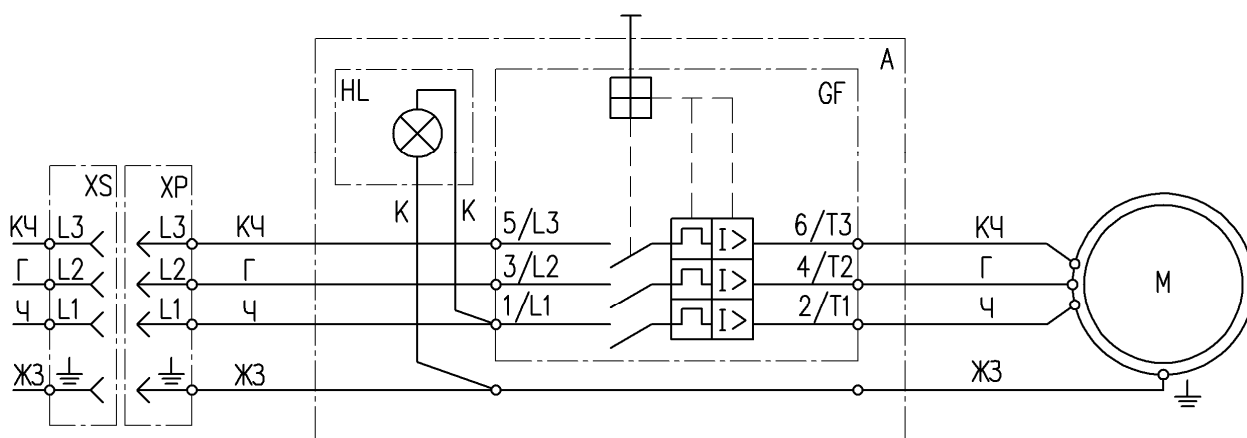 A
HL
GF
XS
XP
К
К
КЧ
L3
L3
КЧ
5/L3
I>
6/T3
КЧ
Г
L2
L2
Г
3/L2
I>
4/T2
Г
M
Ч
L1
L1
Ч
1/L1
I>
2/T1
Ч
ЖЗ
ЖЗ
ЖЗ